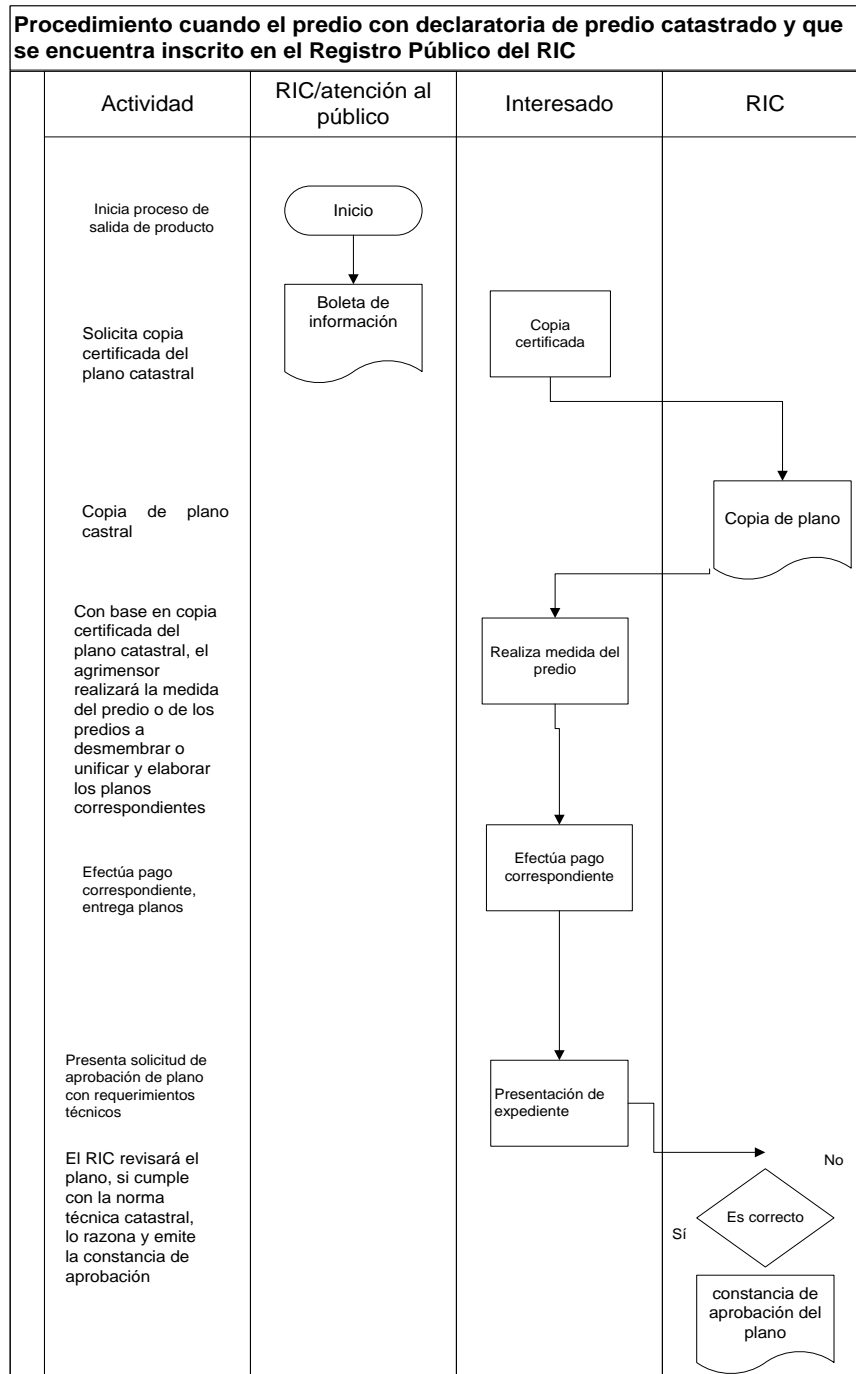 Procedimiento cuando el predio con declaratoria de predio catastrado y que
se encuentra inscrito en el Registro Público del RIC
Actividad
RIC/atención al
público
Interesado
RIC
Inicia proceso de
salida de producto
Inicio
Solicita copia
certificada del
plano catastral
Boleta de
información
Copia
certificada
Copia de plano
castral
Copia de plano
Con base en copia
certificada del
plano catastral, el
agrimensor
realizará la medida
del predio o de los
predios a
desmembrar o
unificar y elaborar
los planos
correspondientes
Realiza medida del
predio
Efectúa pago
correspondiente,
entrega planos
Efectúa pago
correspondiente
Presenta solicitud de
aprobación de plano
con requerimientos
técnicos
Presentación de
expediente
El RIC revisará el
plano, si cumple
con la norma
técnica catastral,
lo razona y emite
la constancia de
aprobación
No
Sí
Es correcto
constancia de
aprobación del
plano